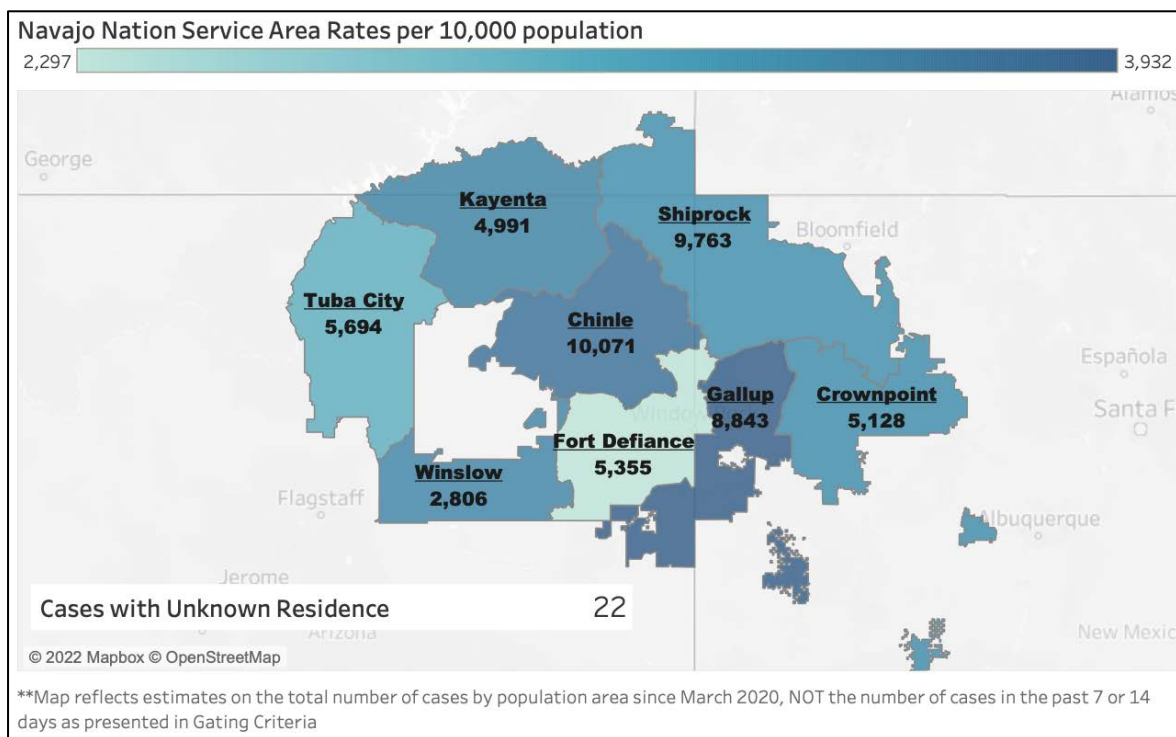 Navajo Nation Service Area Rates per 10,000 population
2,297
3,932
Alamos
George
Kayenta
4,991
Shiprock
9,763
Bloomfield
Tuba City
5,694
Chinle
10,071
Española
Gallup
8,843
Crownpoint
5,128
Santa F
Window Rock
Fort Defiance
5,355
Winslow
2,806
Flagstaff
Albuquerque
Jerome
Cases with Unknown Residence 22
Arizona
New Mexic
© 2022 Mapbox © OpenStreetMap
**Map reflects estimates on the total number of cases by population area since March 2020, NOT the number of cases in the past 7 or 14
days as presented in Gating Criteria